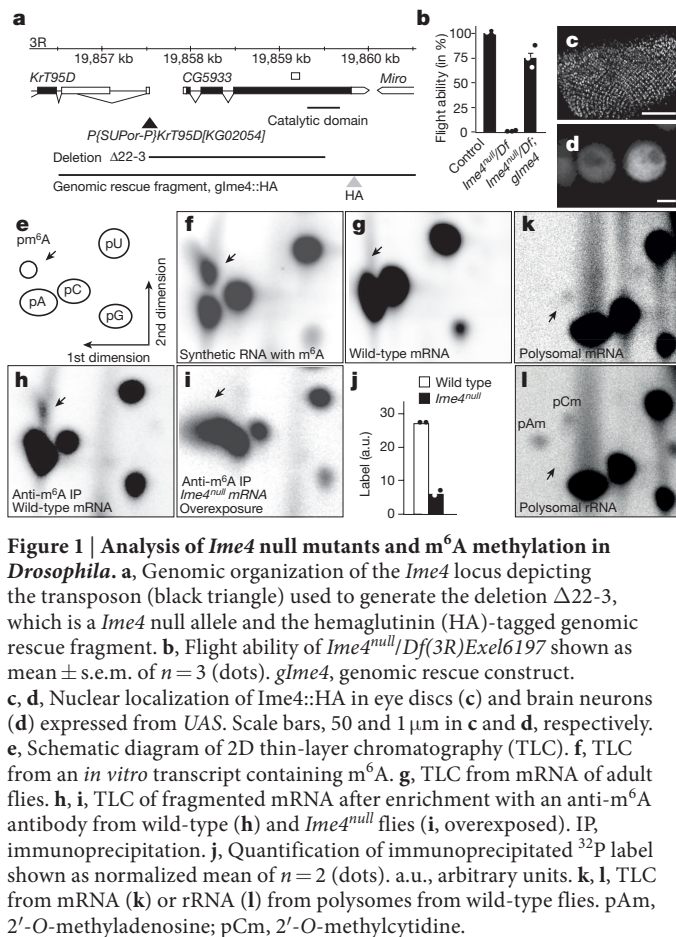 a
3R
19,857 kb 19,858 kb 19,859 kb 19,860 kb
KrT95D CG5933 Miro
Catalytic domain
P{SUPor-P}KrT95D[KG02054]
Deletion Δ22-3
Genomic rescue fragment, gIme4::HA
HA
b
Flight ability (in %)
100
75
50
25
0
Control
Ime4null/Df
Ime4null/Df;
gIme4
c
d
e
pm6A
pU
pC
pA
pG
1st dimension
2nd dimension
f
Synthetic RNA with m6A
g
Wild-type mRNA
k
Polysomal mRNA
h
Anti-m6A IP
Wild-type mRNA
i
Anti-m6A IP
Ime4null mRNA
Overexposure
j
Wild type
Ime4null
Label (a.u.)
30
20
10
0
l
pCm
pAm
Polysomal rRNA
Figure 1 | Analysis of Ime4 null mutants and m6A methylation in
Drosophila. a, Genomic organization of the Ime4 locus depicting
the transposon (black triangle) used to generate the deletion Δ22-3,
which is a Ime4 null allele and the hemaglutinin (HA)-tagged genomic
rescue fragment. b, Flight ability of Ime4null/Df(3R)Exel6197 shown as
mean ± s.e.m. of n = 3 (dots). gIme4, genomic rescue construct.
c, d, Nuclear localization of Ime4::HA in eye discs (c) and brain neurons
(d) expressed from UAS. Scale bars, 50 and 1 μm in c and d, respectively.
e, Schematic diagram of 2D thin-layer chromatography (TLC). f, TLC
from an in vitro transcript containing m6A. g, TLC from mRNA of adult
flies. h, i, TLC of fragmented mRNA after enrichment with an anti-m6A
antibody from wild-type (h) and Ime4null flies (i, overexposed). IP,
immunoprecipitation. j, Quantification of immunoprecipitated 32P label
shown as normalized mean of n = 2 (dots). a.u., arbitrary units. k, l, TLC
from mRNA (k) or rRNA (l) from polysomes from wild-type flies. pAm,
2′-O-methyladenosine; pCm, 2′-O-methylcytidine.